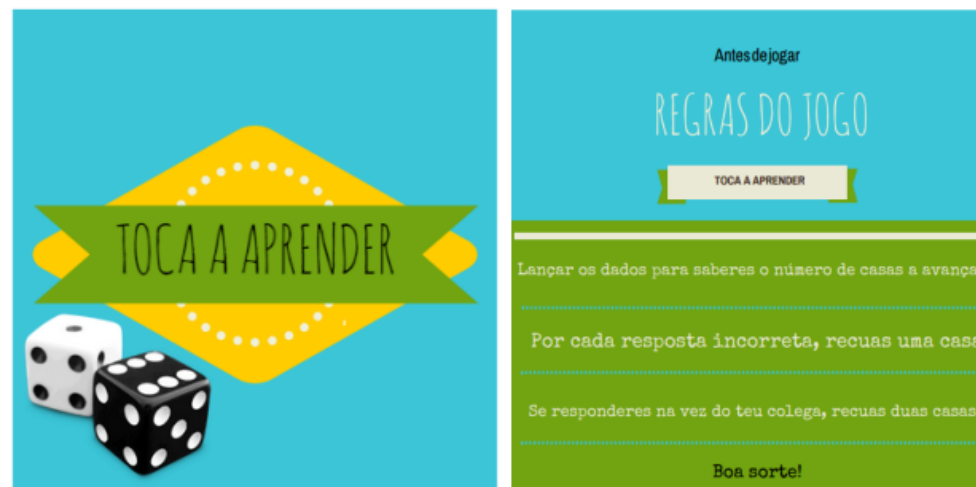 TOCA A APRENDER
Antes de jogar
REGRAS DO JOGO
TOCA A APRENDER
Lançar os dados para saberes o número de casas a avança
Por cada resposta incorreta, recuas uma casa
Se responderes na vez do teu colega, recuas duas casas
Boa sorte!